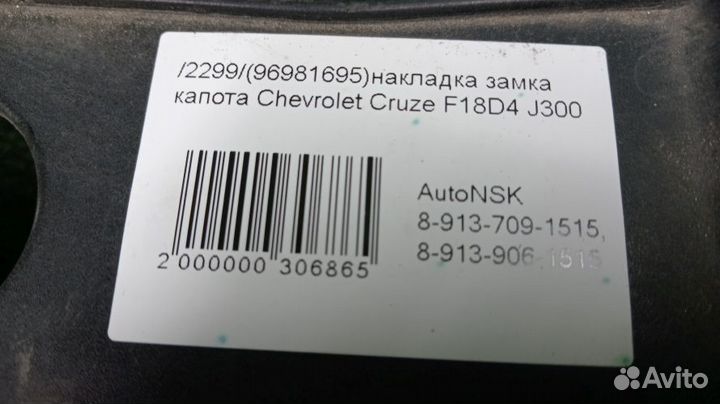 /2299/(96981695)накладка замка
капота Chevrolet Cruze F18D4 J300
AutoNSK
8-913-709-1515,
8-913-906-1515
2 000000 306865
Avito